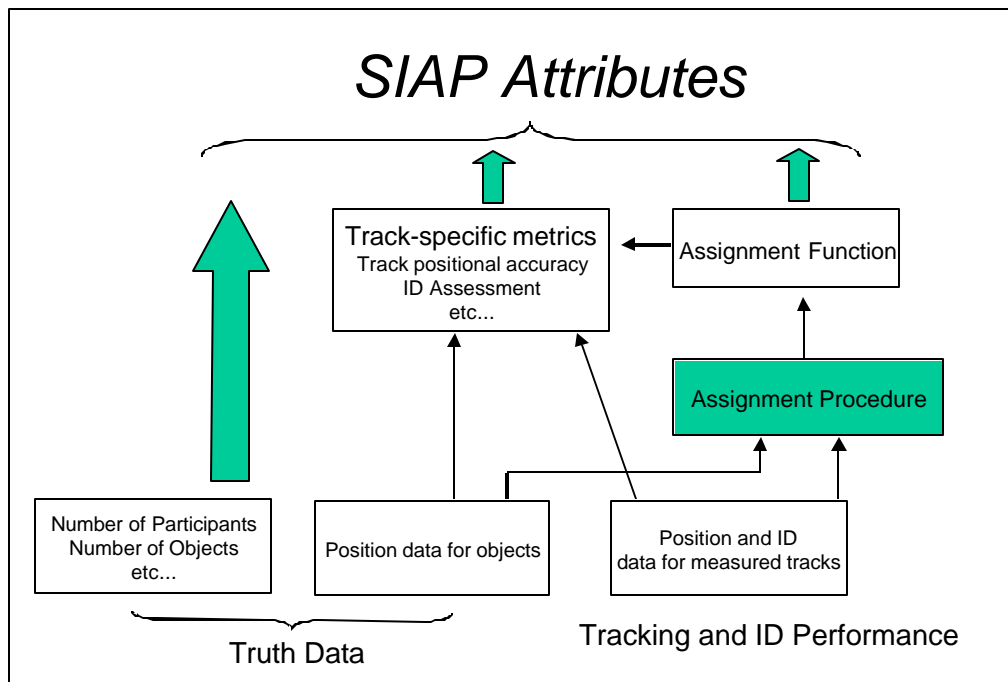 SIAP Attributes
Track-specific metrics
Track positional accuracy
ID Assessment
etc...
Assignment Function
Assignment Procedure
Number of Participants
Number of Objects
etc...
Position data for objects
Position and ID
data for measured tracks
Truth Data
Tracking and ID Performance